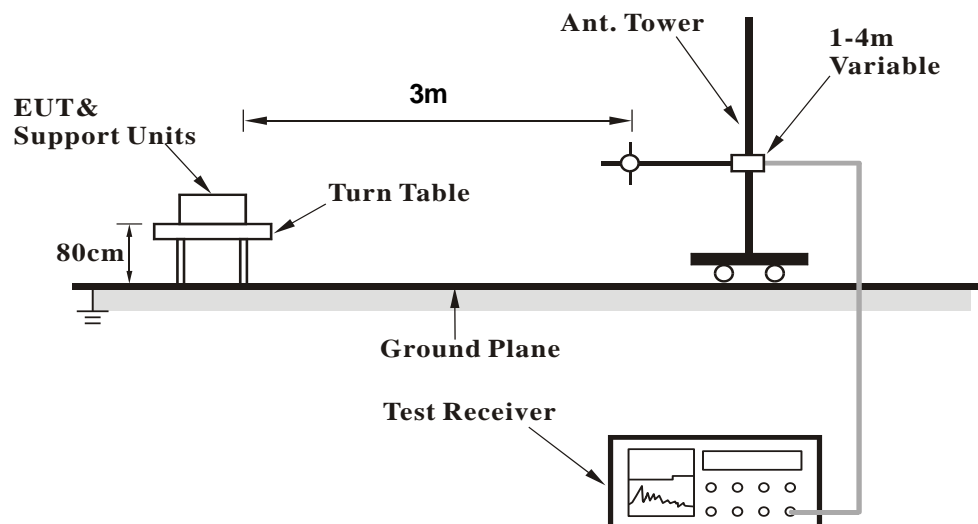 Ant. Tower
1-4m
Variable
3m
EUT&
Support Units
Turn Table
80cm
Ground Plane
Test Receiver